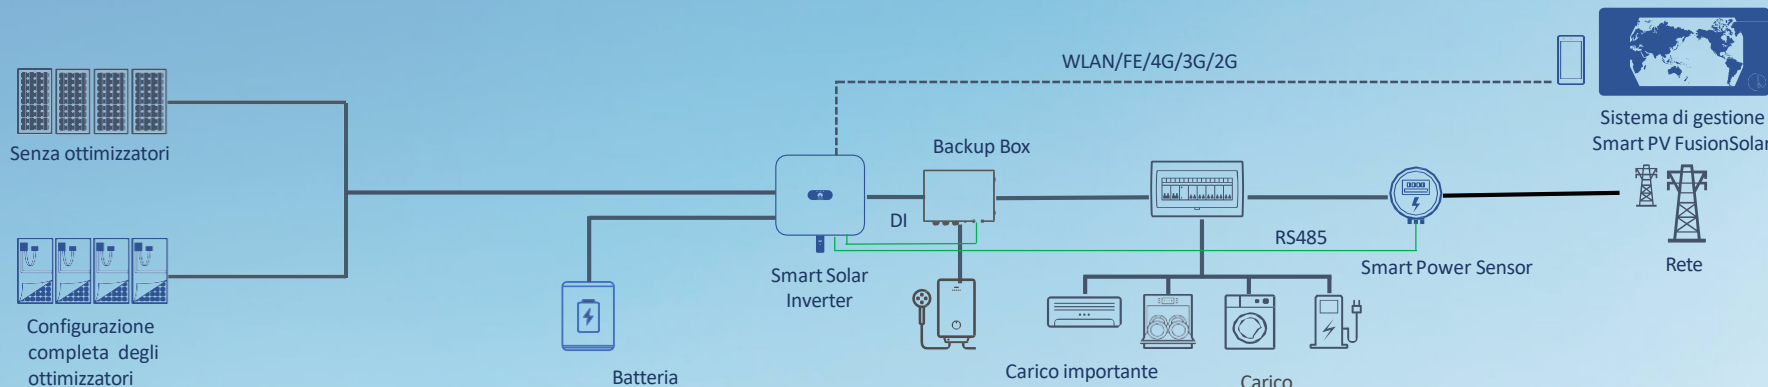 WLAN/FE/4G/3G/2G
Sistema di gestione
Smart PV FusionSolar
Senza ottimizzatori
Backup Box
DI
RS485
Smart Solar
Inverter
Smart Power Sensor
Rete
Configurazione
completa degli
ottimizzatori
Batteria
Carico importante
Carico